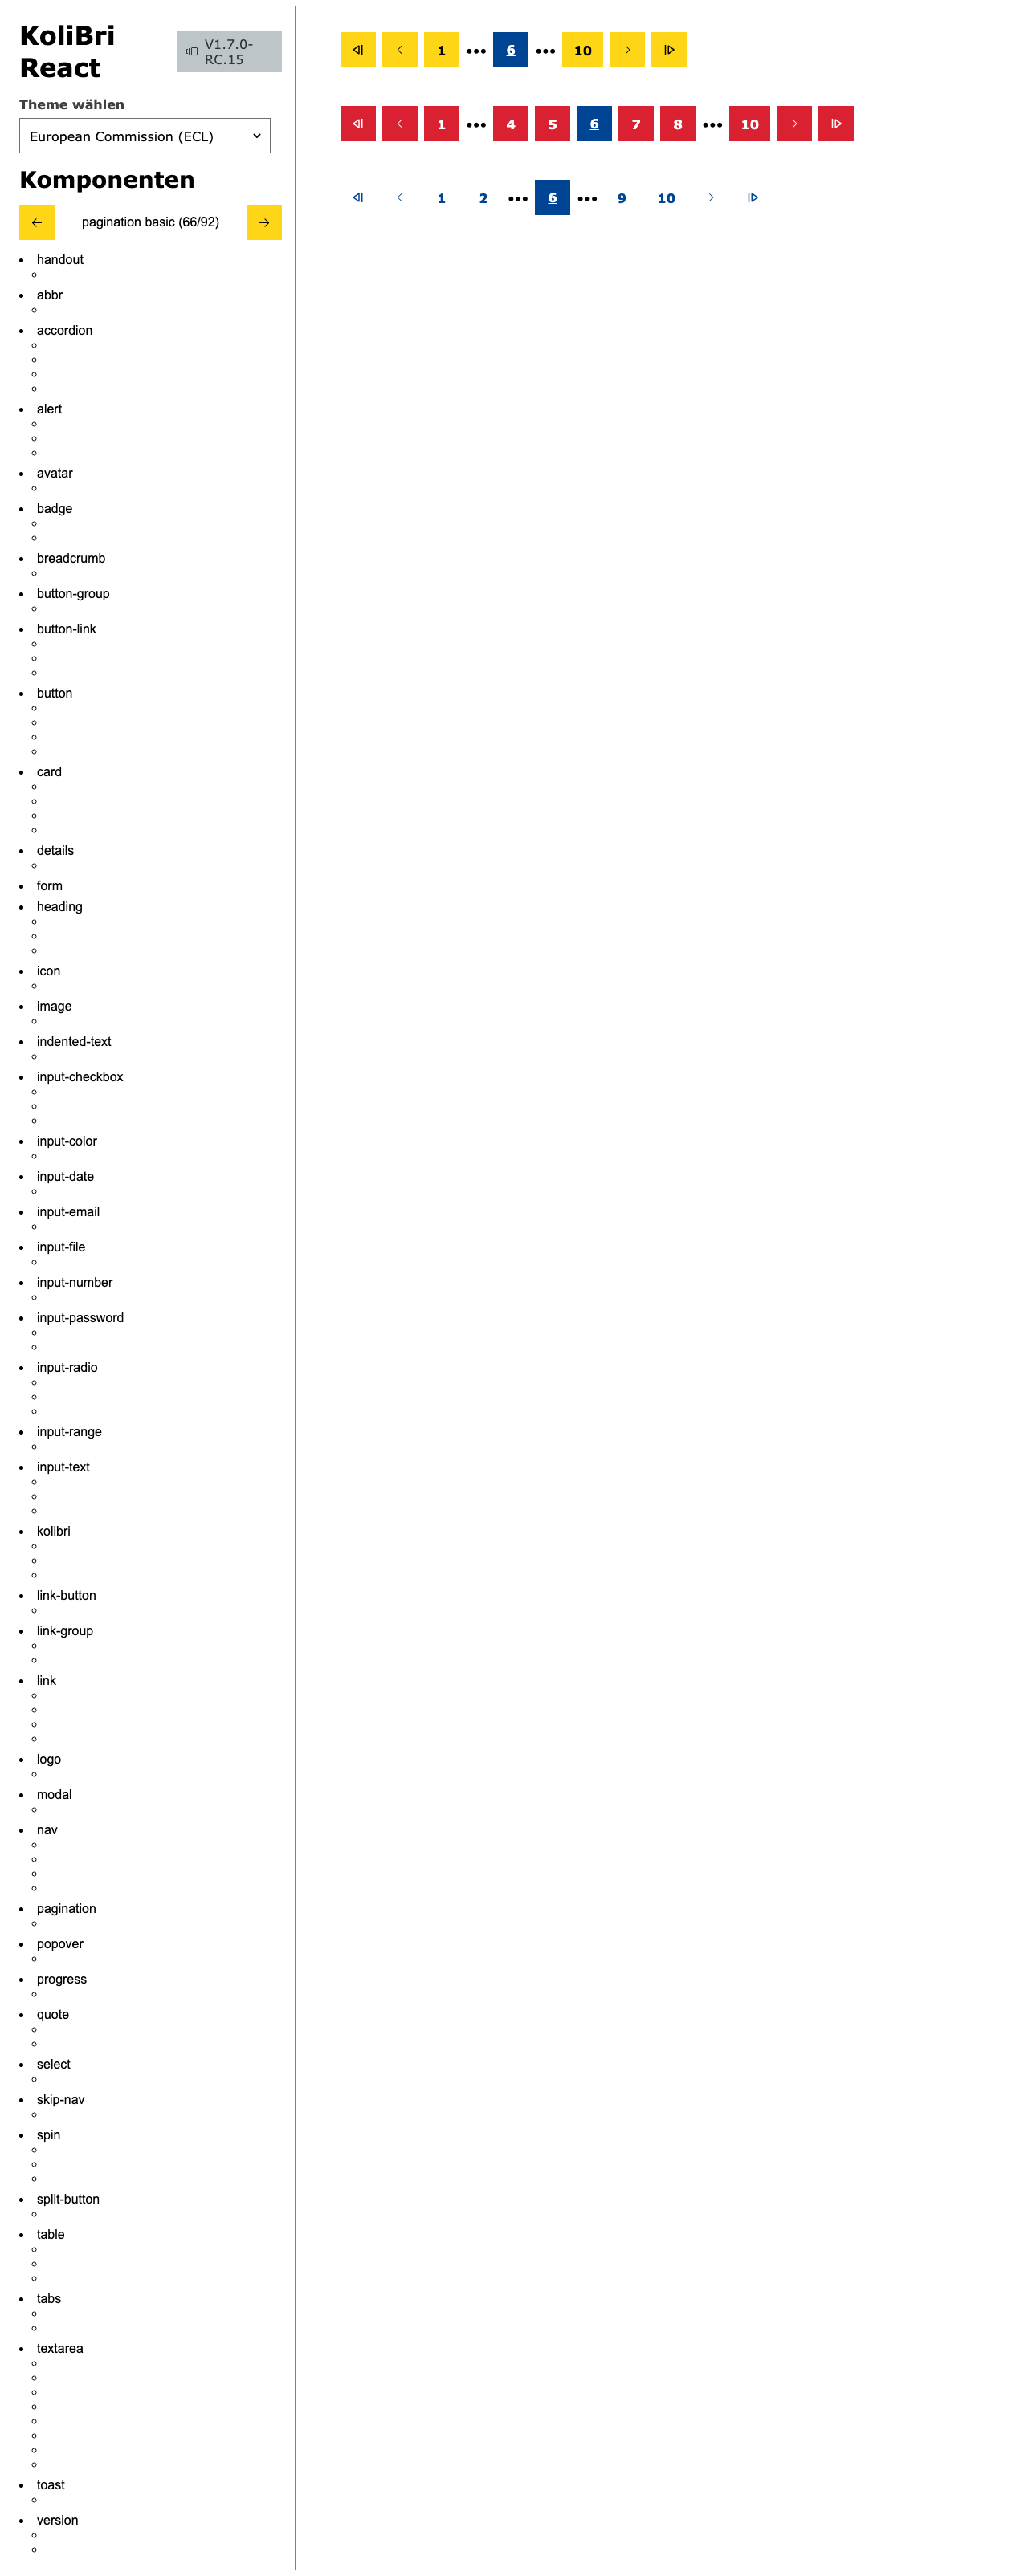 KoliBri
React
V1.7.0-
RC.15
Theme wählen
European Commission (ECL)
Komponenten
pagination basic (66/92)
handout
abbr
accordion
alert
avatar
badge
breadcrumb
button-group
button-link
button
card
details
form
heading
icon
image
indented-text
input-checkbox
input-color
input-date
input-email
input-file
input-number
input-password
input-radio
input-range
input-text
kolibri
link-button
link-group
link
logo
modal
nav
pagination
popover
progress
quote
select
skip-nav
spin
split-button
table
tabs
textarea
toast
version
1 ••• 6 ••• 10
1 ••• 4 5 6 7 8 ••• 10
1 2 ••• 6 ••• 9 10